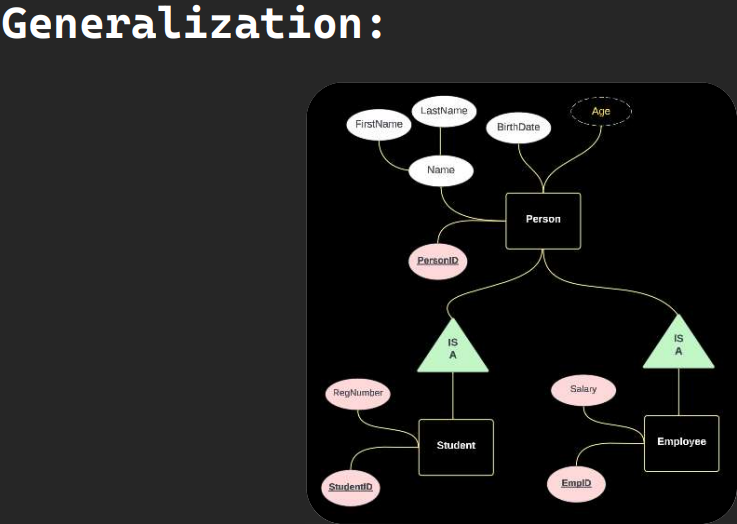 Generalization:
LastName
FirstName
BirthDate
Age
Name
Person
PersonID
IS
A
IS
A
RegNumber
Salary
Student
Employee
StudentID
EmpID